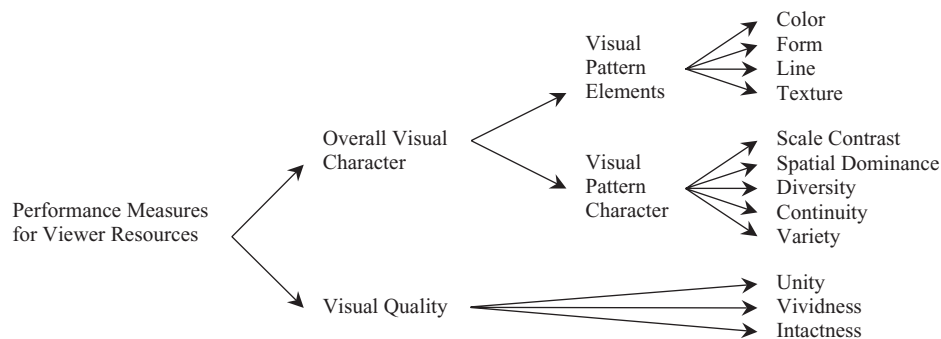 Performance Measures
for Viewer Resources
Overall Visual
Character
Visual
Pattern
Elements
Color
Form
Line
Texture
Visual
Pattern
Character
Scale Contrast
Spatial Dominance
Diversity
Continuity
Variety
Visual Quality
Unity
Vividness
Intactness